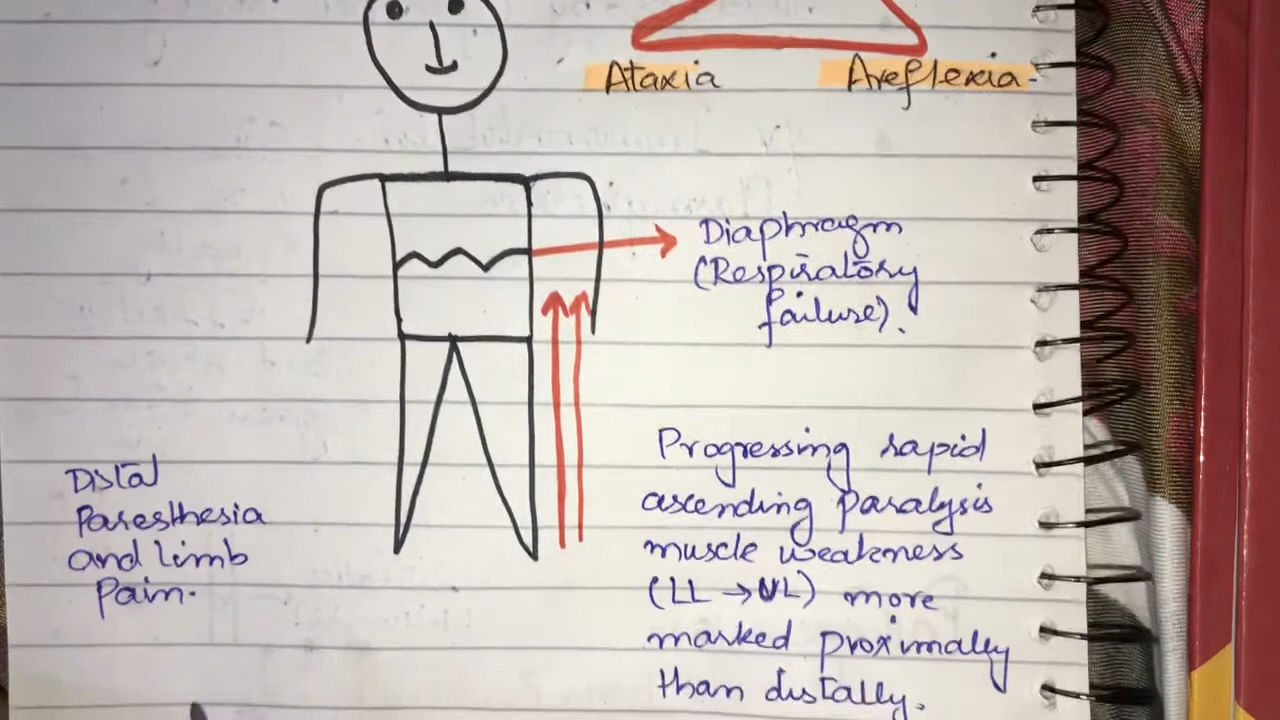 Ataxia
Areflexia.
Diaphragm
(Respiratory
failure).
Distal
Paresthesia
and limb
Pain.
Progressing rapid
ascending paralysis
muscle weakness
(LL → UL) more
marked proximally
than distally.